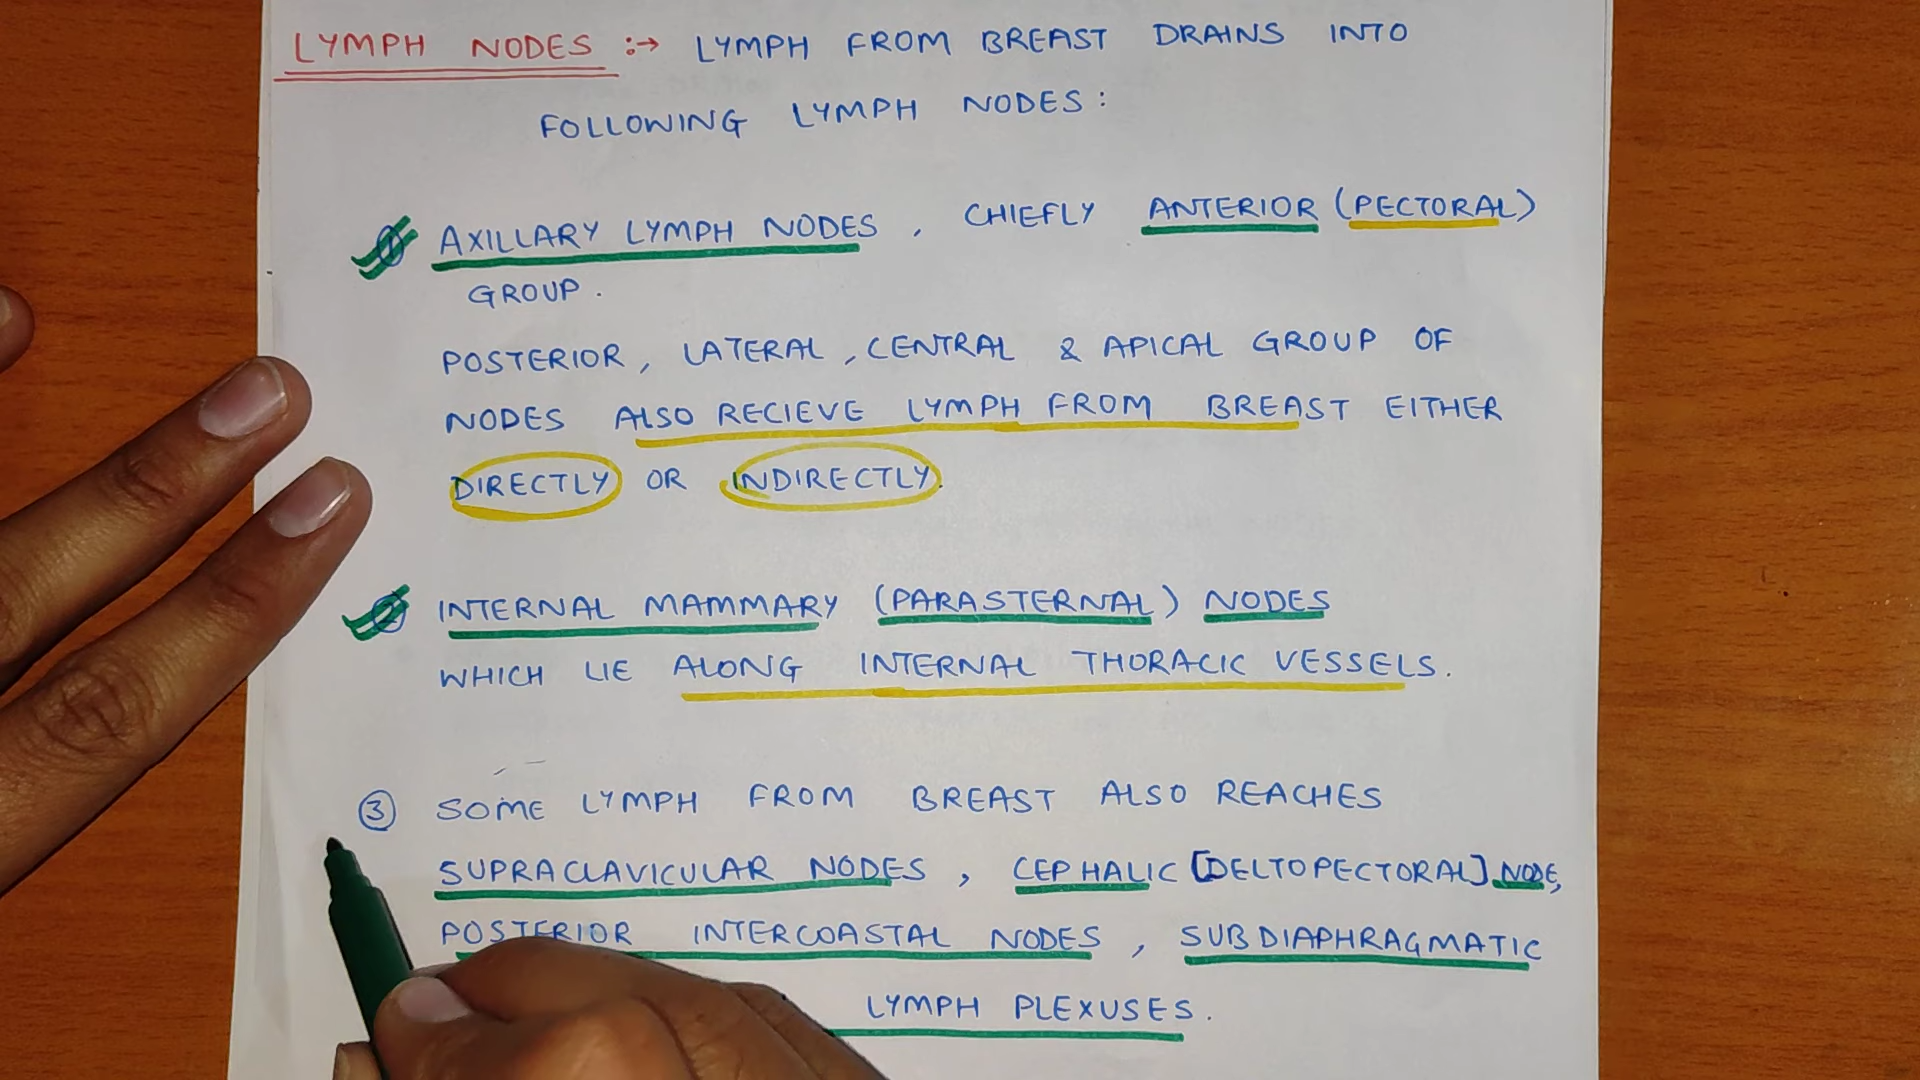 LYMPH NODES :→ LYMPH FROM BREAST DRAINS INTO
FOLLOWING LYMPH NODES :
① AXILLARY LYMPH NODES , CHIEFLY ANTERIOR (PECTORAL)
GROUP .
POSTERIOR , LATERAL , CENTRAL & APICAL GROUP OF
NODES ALSO RECIEVE LYMPH FROM BREAST EITHER
DIRECTLY OR INDIRECTLY.
② INTERNAL MAMMARY (PARASTERNAL) NODES
WHICH LIE ALONG INTERNAL THORACIC VESSELS.
③ SOME LYMPH FROM BREAST ALSO REACHES
SUPRACLAVICULAR NODES , CEPHALIC [DELTOPECTORAL] NODE,
POSTERIOR INTERCOASTAL NODES , SUBDIAPHRAGMATIC
LYMPH PLEXUSES.